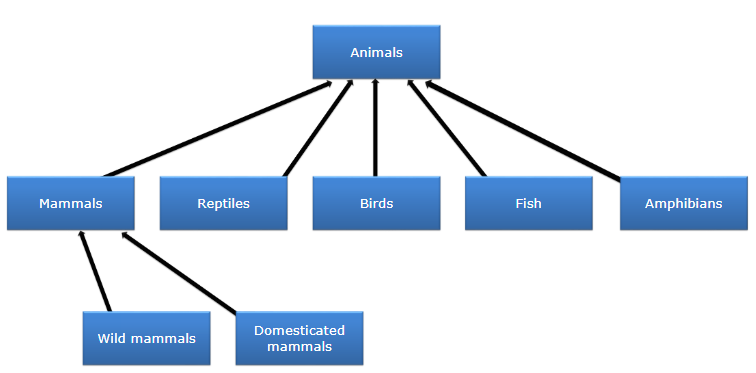 Animals
Mammals
Reptiles
Birds
Fish
Amphibians
Wild mammals
Domesticated
mammals